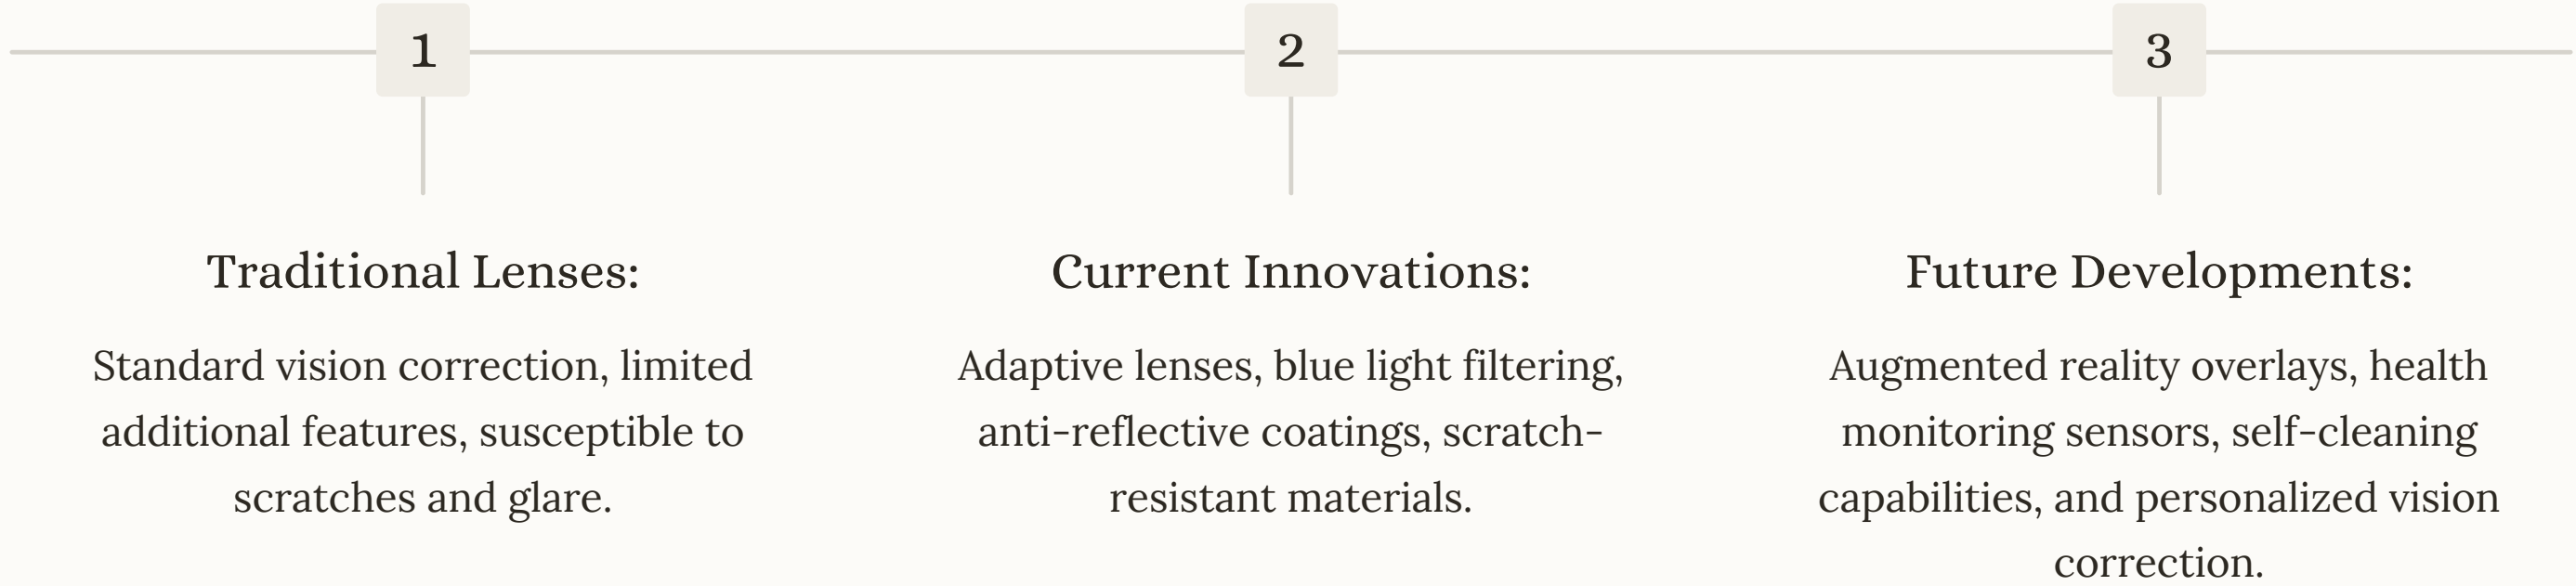 1
Traditional Lenses:
Standard vision correction, limited
additional features, susceptible to
scratches and glare.
2
Current Innovations:
Adaptive lenses, blue light filtering,
anti-reflective coatings, scratch-
resistant materials.
3
Future Developments:
Augmented reality overlays, health
monitoring sensors, self-cleaning
capabilities, and personalized vision
correction.